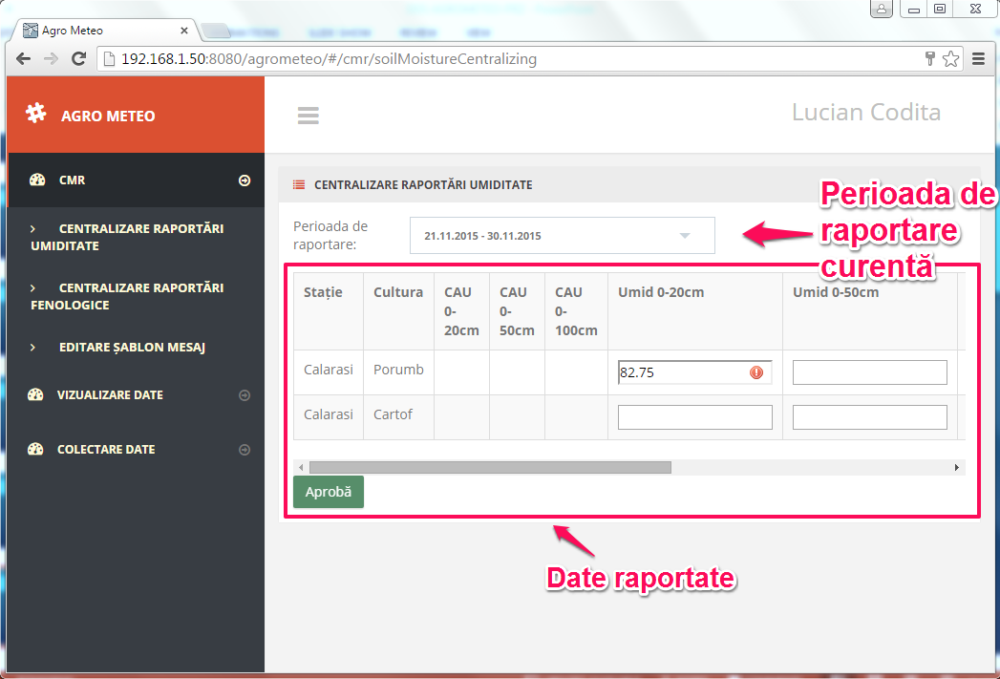 Agro Meteo
192.168.1.50:8080/agrometeo/#/cmr/soilMoistureCentralizing
AGRO METEO
Lucian Codita
CMR
CENTRALIZARE RAPORTĂRI
UMIDITATE
CENTRALIZARE RAPORTĂRI
FENOLOGICE
EDITARE ȘABLON MESAJ
VIZUALIZARE DATE
COLECTARE DATE
CENTRALIZARE RAPORTĂRI UMIDITATE
Perioada de
raportare:
21.11.2015 - 30.11.2015
Perioada de
raportare
curentă
Stație Cultura CAU 0-20cm CAU 0-50cm CAU 0-100cm Umid 0-20cm Umid 0-50cm
Calarasi Porumb 82.75
Calarasi Cartof
Aprobă
Date raportate